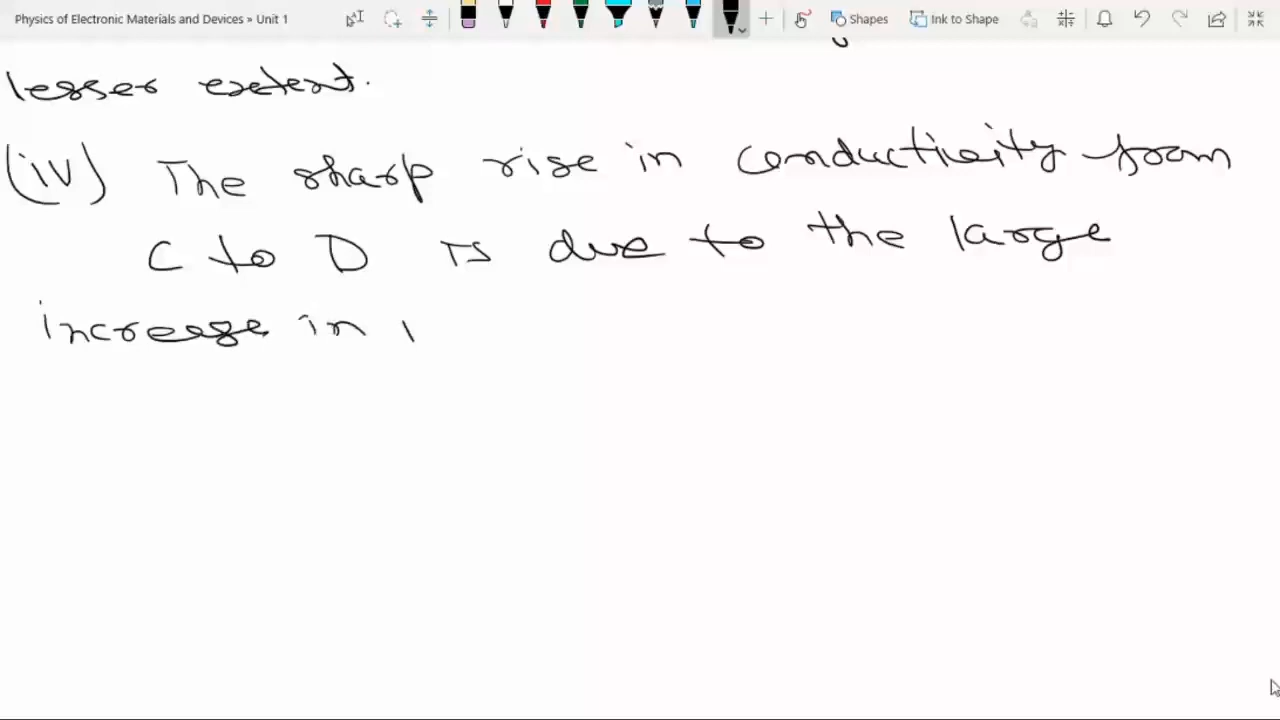 Physics of Electronic Materials and Devices » Unit 1
Shapes
Ink to Shape
lesser extent.
(iv) The sharp rise in conductivity from
C to D is due to the large
increase in